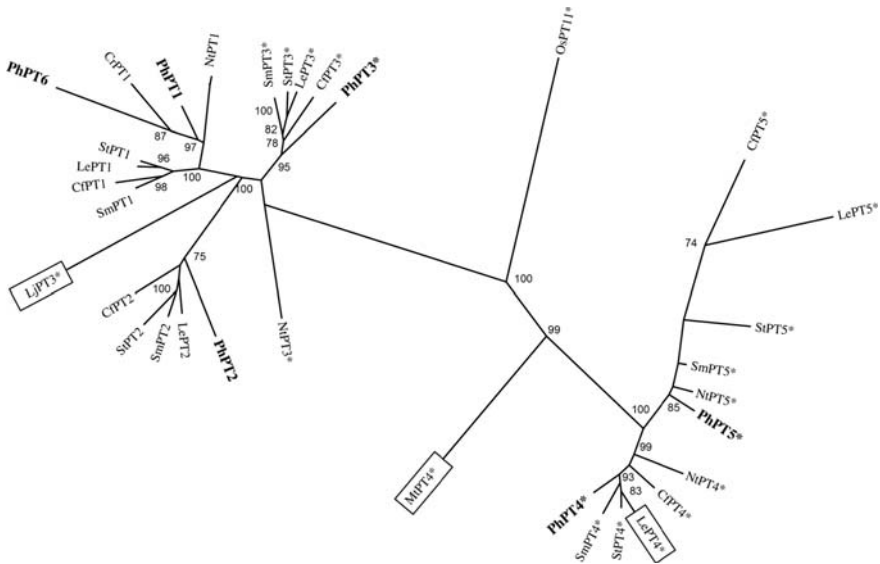 OsPT11*
NtPT1
CrPT1
PhPT1
PhPT6
SmPT3*
StPT3*
LePT3*
CfPT3*
PhPT3*
100
82
78
95
87
97
CfPT5*
StPT1
96
LePT1
CfPT1
98
SmPT1
100
100
LePT5*
74
LjPT3*
75
100
CfPT2
100
StPT2
SmPT2
LePT2
PhPT2
NtPT3*
99
StPT5*
SmPT5*
NtPT5*
85
PhPT5*
100
99
MtPT4*
NtPT4*
93
83
CfPT4*
PhPT4*
SmPT4*
StPT4*
LePT4*